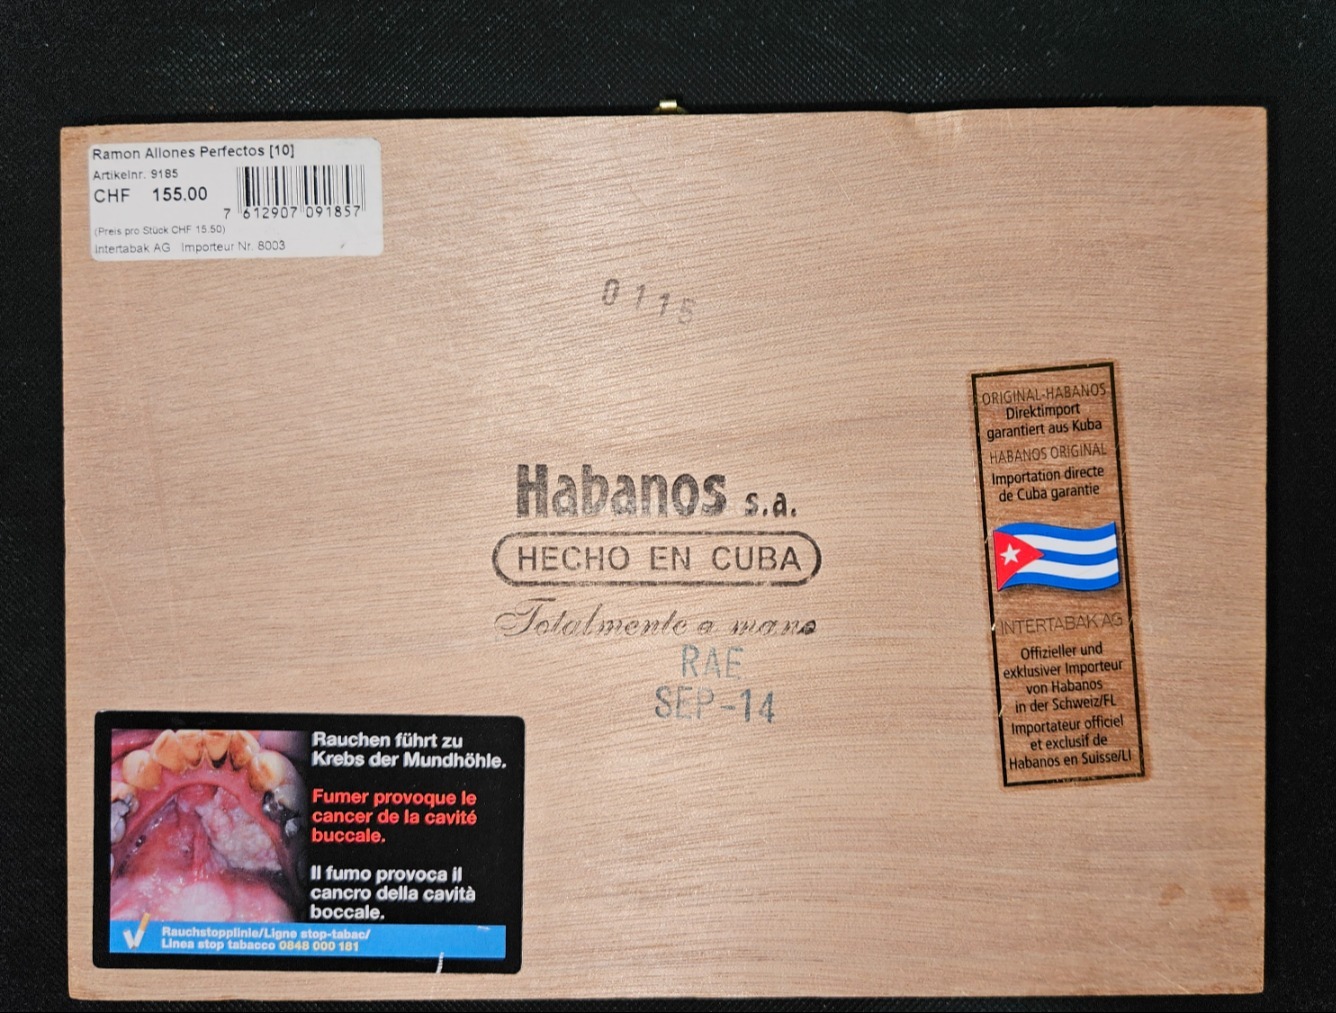 Ramon Allones Perfectos [10]
Artikelnr. 9185
CHF 155.00
7 612907 091857
(Preis pro Stück CHF 15.50)
Intertabak AG Importeur Nr. 8003
0115
Habanos s.a.
HECHO EN CUBA
Totalmente a mano
RAE
SEP-14
ORIGINAL-HABANOS
Direktimport
garantiert aus Kuba
HABANOS ORIGINAL
Importation directe
de Cuba garantie
INTERTABAK AG
Offizieller und
exklusiver Importeur
von Habanos
in der Schweiz/FL
Importateur officiel
et exclusif de
Habanos en Suisse/LI
Rauchen führt zu
Krebs der Mundhöhle.
Fumer provoque le
cancer de la cavité
buccale.
Il fumo provoca il
cancro della cavità
boccale.
Rauchstopplinie/Ligne stop-tabac/
Linea stop tabacco 0848 000 181